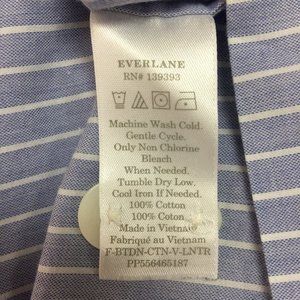 EVERLANE
RN# 139393
Machine Wash Cold.
Gentle Cycle.
Only Non Chlorine
Bleach
When Needed.
Tumble Dry Low.
Cool Iron If Needed.
100% Cotton
100% Coton
Made in Vietnam
Fabriqué au Vietnam
F-BTDN-CTN-V-LNTR
PP556465187